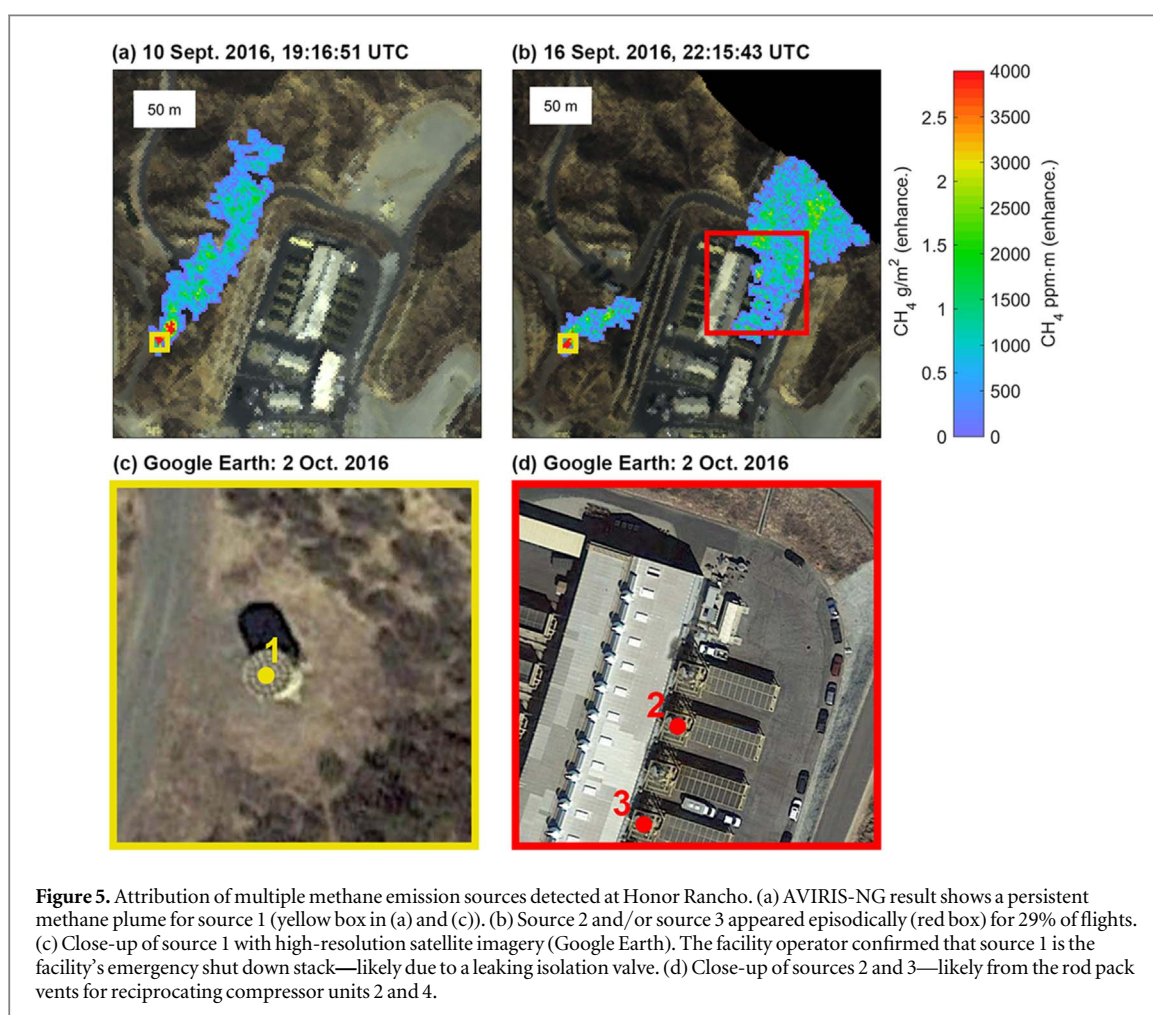 (a) 10 Sept. 2016, 19:16:51 UTC
50 m
(b) 16 Sept. 2016, 22:15:43 UTC
50 m
2.5
2
1.5
1
0.5
0
CH4 g/m2 (enhance.)
4000
3500
3000
2500
2000
1500
1000
500
0
CH4 ppm·m (enhance.)
(c) Google Earth: 2 Oct. 2016
1
(d) Google Earth: 2 Oct. 2016
2
3
Figure 5. Attribution of multiple methane emission sources detected at Honor Rancho. (a) AVIRIS-NG result shows a persistent
methane plume for source 1 (yellow box in (a) and (c)). (b) Source 2 and/or source 3 appeared episodically (red box) for 29% of flights.
(c) Close-up of source 1 with high-resolution satellite imagery (Google Earth). The facility operator confirmed that source 1 is the
facility's emergency shut down stack—likely due to a leaking isolation valve. (d) Close-up of sources 2 and 3—likely from the rod pack
vents for reciprocating compressor units 2 and 4.